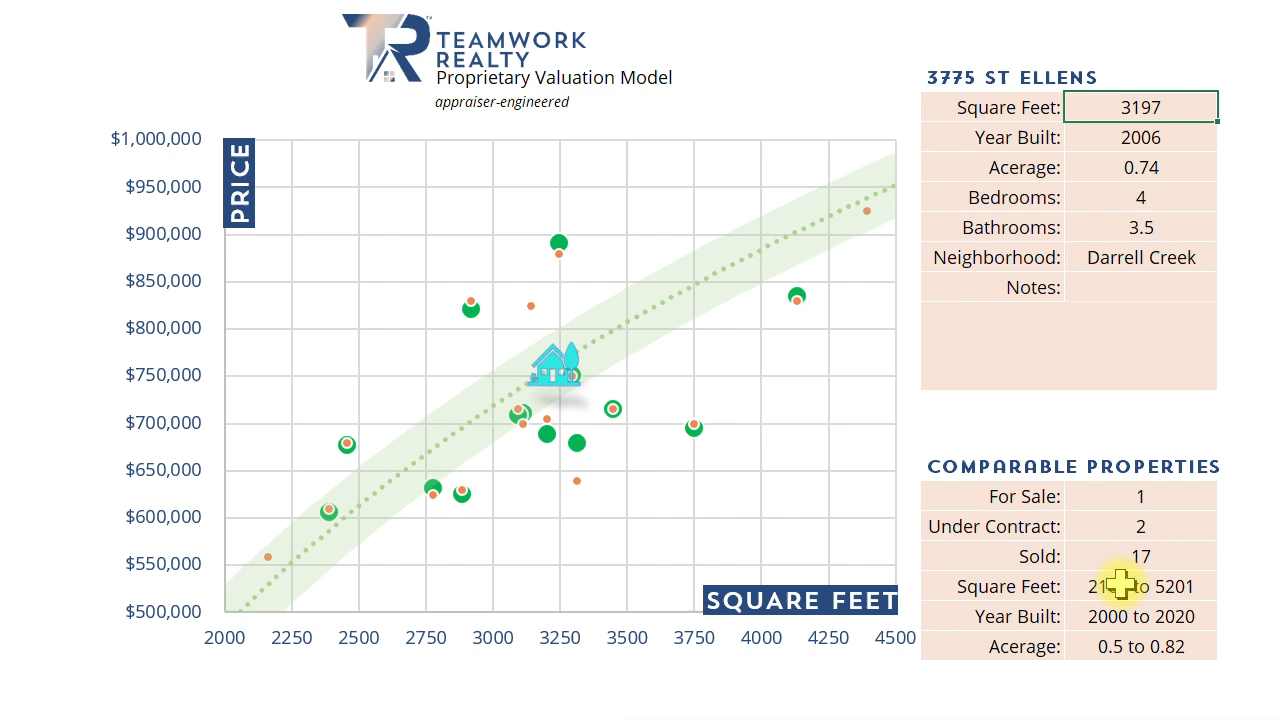 TR
TM
TEAMWORK
REALTY
Proprietary Valuation Model
appraiser-engineered
PRICE
$1,000,000
$950,000
$900,000
$850,000
$800,000
$750,000
$700,000
$650,000
$600,000
$550,000
$500,000
SQUARE FEET
2000 2250 2500 2750 3000 3250 3500 3750 4000 4250 4500
3775 ST ELLENS
Square Feet: 3197
Year Built: 2006
Acerage: 0.74
Bedrooms: 4
Bathrooms: 3.5
Neighborhood: Darrell Creek
Notes:
COMPARABLE PROPERTIES
For Sale: 1
Under Contract: 2
Sold: 17
Square Feet: to 5201
Year Built: 2000 to 2020
Acerage: 0.5 to 0.82